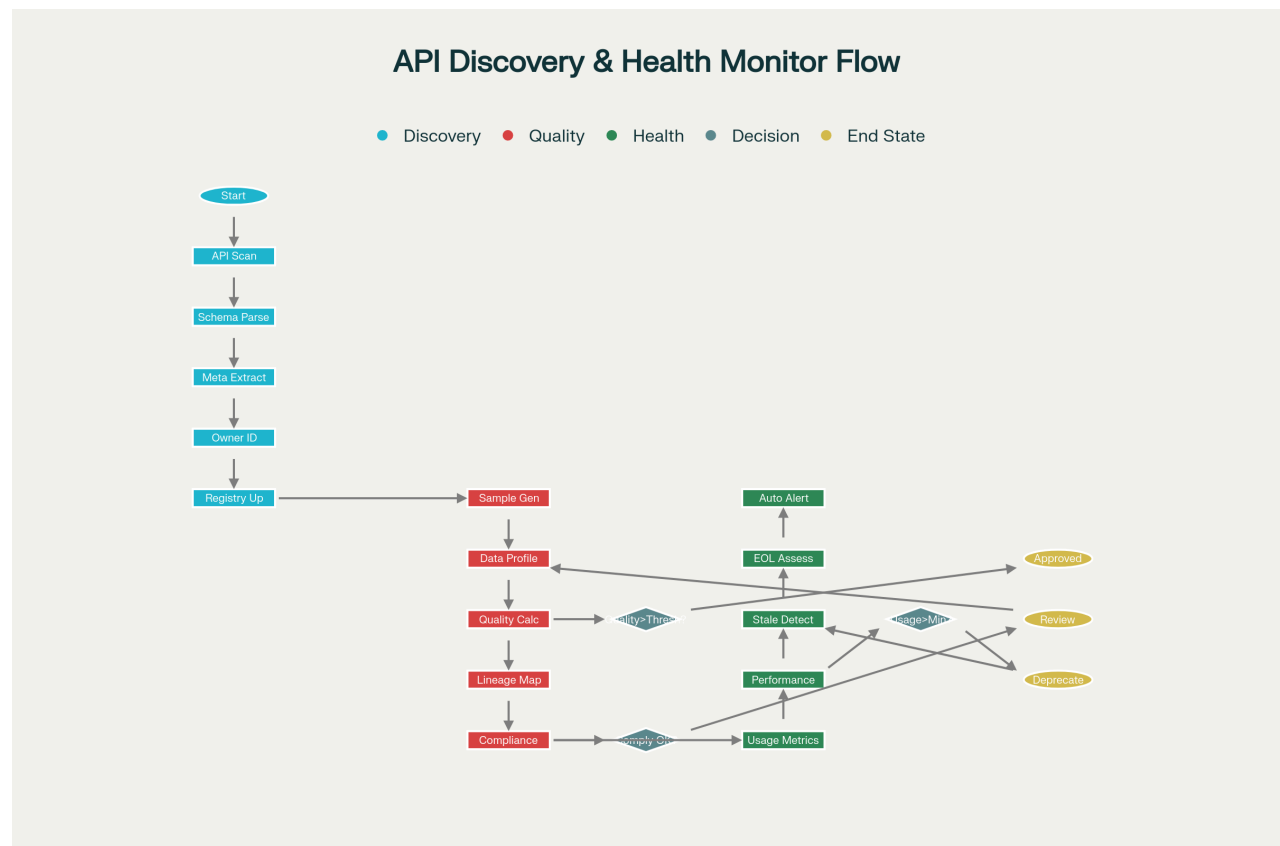 API Discovery & Health Monitor Flow
Discovery Quality Health Decision End State
Start
API Scan
Schema Parse
Meta Extract
Owner ID
Registry Up
Sample Gen
Data Profile
Quality Calc
Lineage Map
Compliance
Auto Alert
EOL Assess
Stale Detect
Performance
Usage Metrics
Approved
Review
Deprecate